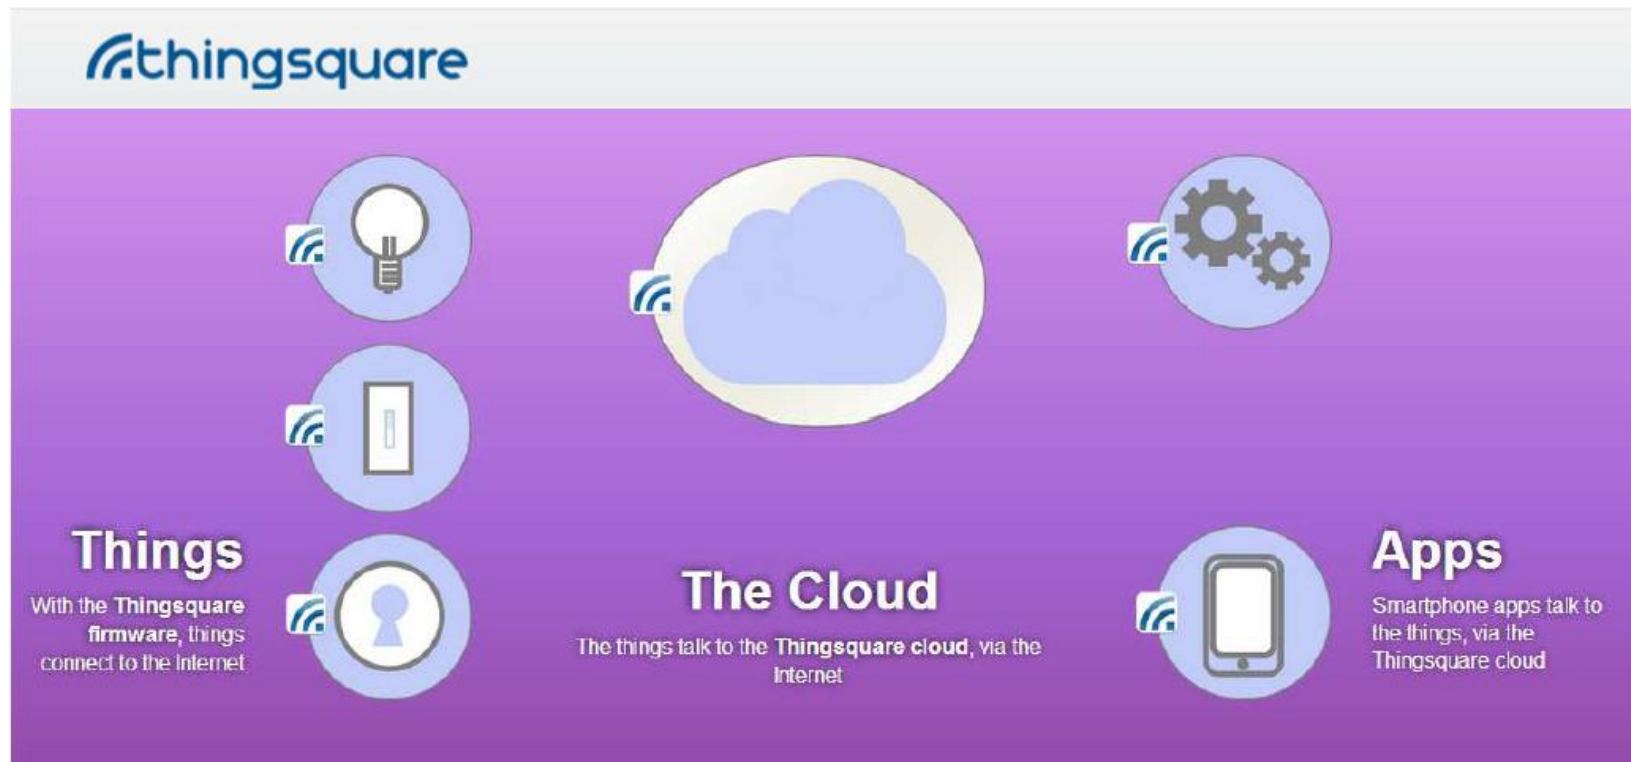 thingsquare
Things
With the Thingsquare
firmware, things
connect to the Internet
The Cloud
The things talk to the Thingsquare cloud, via the
Internet
Apps
Smartphone apps talk to
the things, via the
Thingsquare cloud